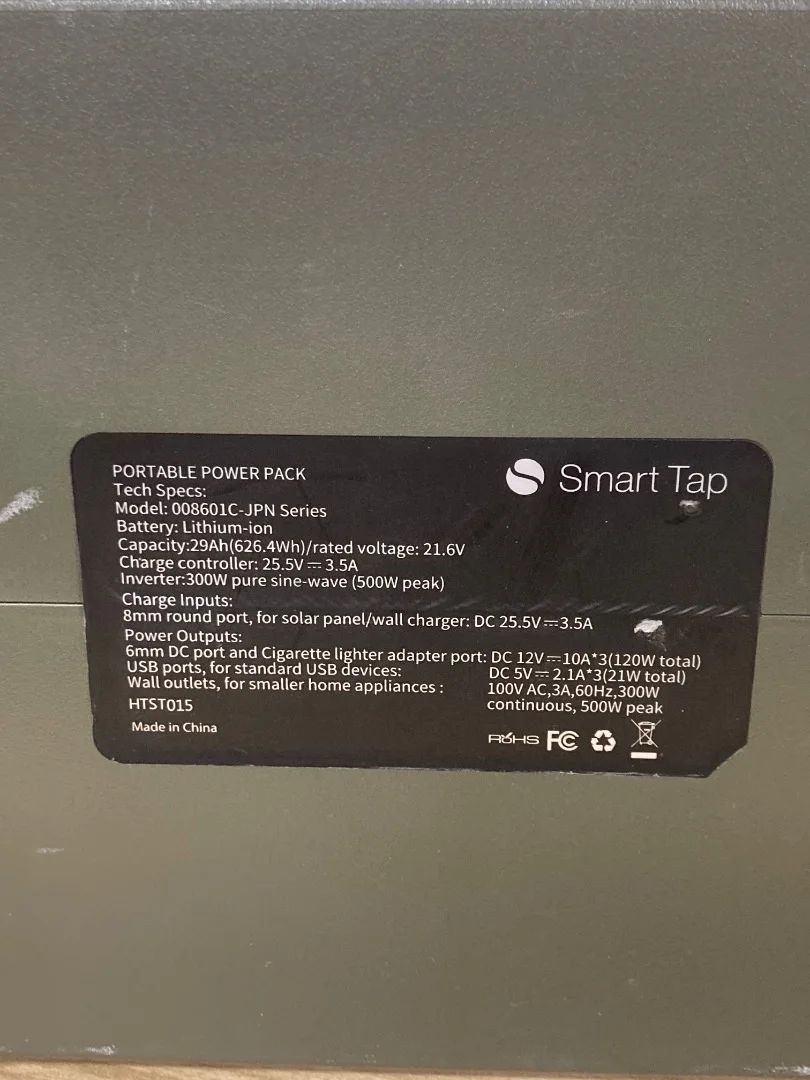 Smart Tap
PORTABLE POWER PACK
Tech Specs:
Model: 008601C-JPN Series
Battery: Lithium-ion
Capacity:29Ah(626.4Wh)/rated voltage: 21.6V
Charge controller: 25.5V⎓3.5A
Inverter:300W pure sine-wave (500W peak)
Charge Inputs:
8mm round port, for solar panel/wall charger: DC 25.5V⎓3.5A
Power Outputs:
6mm DC port and Cigarette lighter adapter port: DC 12V⎓10A*3(120W total)
USB ports, for standard USB devices: DC 5V⎓2.1A*3(21W total)
Wall outlets, for smaller home appliances : 100V AC,3A,60Hz,300W
continuous, 500W peak
HTST015
Made in China
RoHS FC